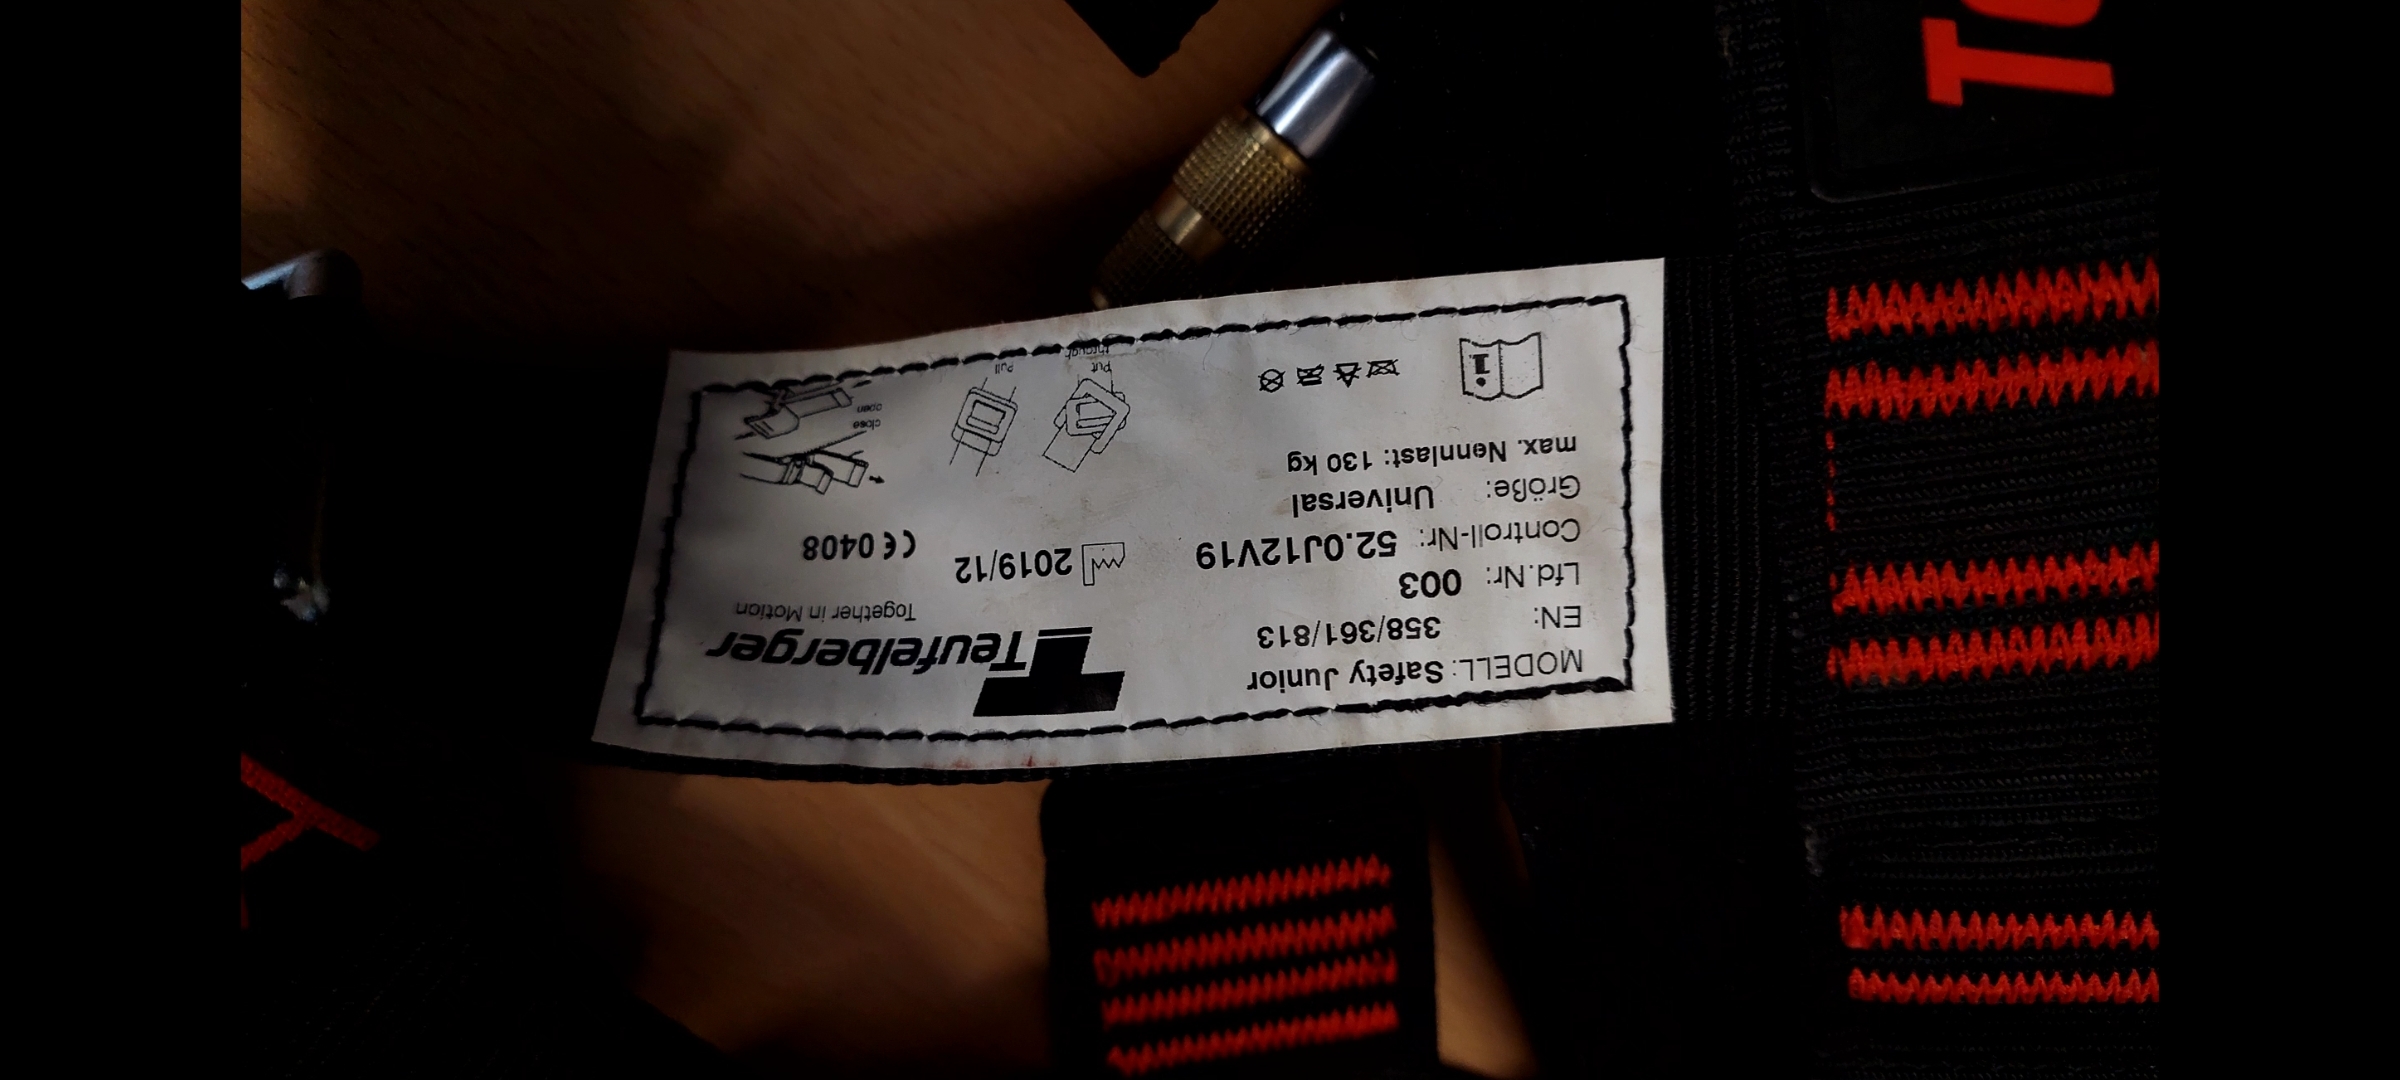 MODELL: Safety Junior
EN: 358/361/813
Lfd.Nr: 003
Controll-Nr: 52.0J12V19
Größe: Universal
max. Nennlast: 130 kg
i
Teufelberger
Together in Motion
2019/12
CE 0408
close
open
Put
through
Pull